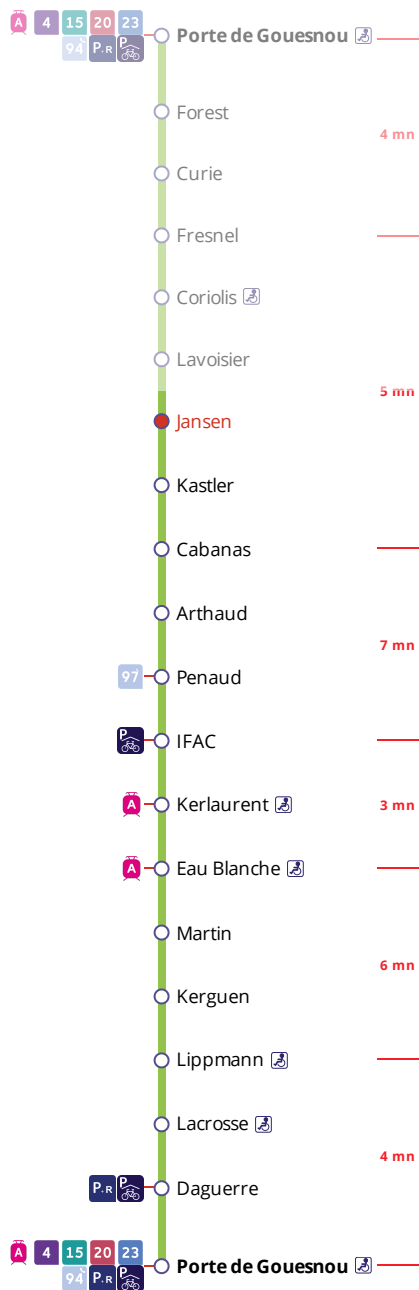 A 4 15 20 23
94 P+R P
Porte de Gouesnou
Forest
4 mn
Curie
Fresnel
Coriolis
Lavoisier
5 mn
Jansen
Kastler
Cabanas
Arthaud
7 mn
97 Penaud
P IFAC
A Kerlaurent
3 mn
A Eau Blanche
Martin
6 mn
Kerguen
Lippmann
Lacrosse
4 mn
P+R P Daguerre
A 4 15 20 23
94 P+R P
Porte de Gouesnou